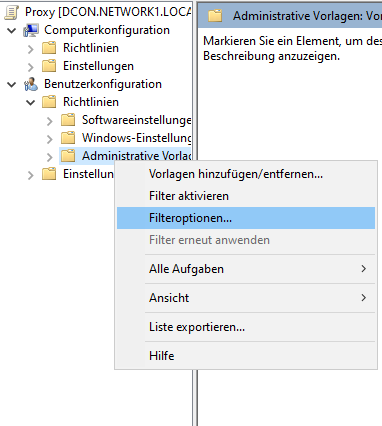 Proxy [DCON.NETWORK1.LOCA
Computerkonfiguration
Richtlinien
Einstellungen
Benutzerkonfiguration
Richtlinien
Softwareeinstellunge
Windows-Einstellung
Administrative Vorlag
Einstellun
Administrative Vorlagen: Vo
Markieren Sie ein Element, um des
Beschreibung anzuzeigen.
Vorlagen hinzufügen/entfernen...
Filter aktivieren
Filteroptionen...
Filter erneut anwenden
Alle Aufgaben
Ansicht
Liste exportieren...
Hilfe